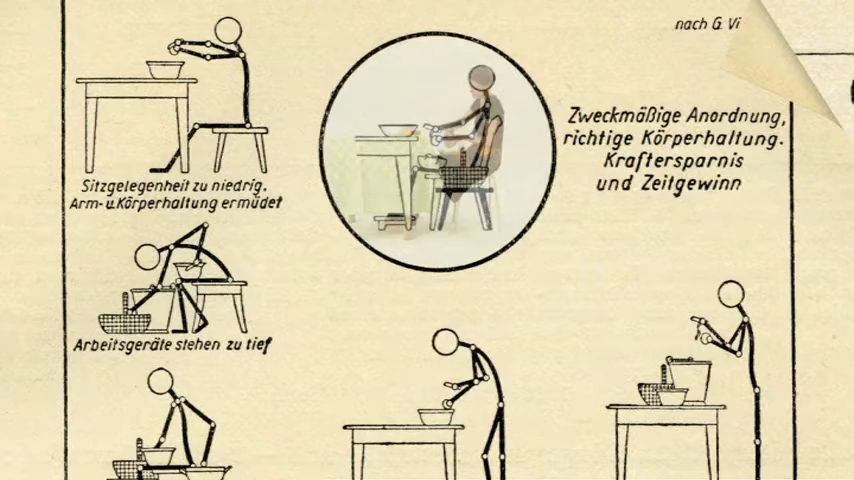 nach G. Vi
Zweckmäßige Anordnung,
richtige Körperhaltung.
Kraftersparnis
und Zeitgewinn
Sitzgelegenheit zu niedrig.
Arm- u. Körperhaltung ermüdet
Arbeitsgeräte stehen zu tief